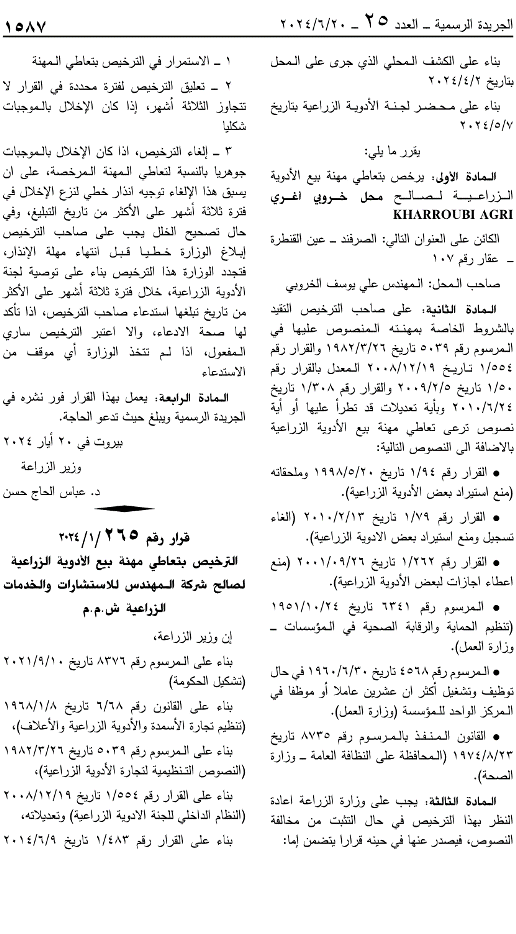 الجريدة الرسمية ــ العدد ٢٥ ــ ٢٠٢٤/٦/٢٠
١٥٨٧
بناء على الكشف المحلي الذي جرى على المحل
بتاريخ ٢٠٢٤/٤/٢
بناء على محضر لجنة الأدوية الزراعية بتاريخ
٢٠٢٤/٥/٧
يقرر ما يلي:
المادة الأولى: يرخص بتعاطي مهنة بيع الأدوية
الزراعية لصالح محل خروبي اغري
KHARROUBI AGRI
الكائن على العنوان التالي: الصرفند ــ عين القنطرة
ــ عقار رقم ١٠٧
صاحب المحل: المهندس علي يوسف الخروبي
المادة الثانية: على صاحب الترخيص التقيد
بالشروط الخاصة بمهنته المنصوص عليها في
المرسوم رقم ٥٠٣٩ تاريخ ١٩٨٢/٣/٢٦ والقرار رقم
١/٥٥٤ تاريخ ٢٠٠٨/١٢/١٩ المعدل بالقرار رقم
١/٥٠ تاريخ ٢٠٠٩/٢/٥ والقرار رقم ١/٣٠٨ تاريخ
٢٠١٠/٦/٢٤ وبأية تعديلات قد تطرأ عليها أو أية
نصوص ترعى تعاطي مهنة بيع الأدوية الزراعية
بالاضافة الى النصوص التالية:
● القرار رقم ١/٩٤ تاريخ ١٩٩٨/٥/٢٠ وملحقاته
(منع استيراد بعض الأدوية الزراعية).
● القرار رقم ١/٧٩ تاريخ ٢٠١٠/٢/١٣ (الغاء
تسجيل ومنع استيراد بعض الادوية الزراعية).
● القرار رقم ١/٢٦٢ تاريخ ٢٠٠١/٠٩/٢٦ (منع
اعطاء اجازات لبعض الأدوية الزراعية).
● المرسوم رقم ٦٣٤١ تاريخ ١٩٥١/١٠/٢٤
(تنظيم الحماية والرقابة الصحية في المؤسسات ــ
وزارة العمل).
● المرسوم رقم ٤٥٦٨ تاريخ ١٩٦٠/٦/٣٠ في حال
توظيف وتشغيل أكثر ان عشرين عاملا أو موظفا في
المركز الواحد للمؤسسة (وزارة العمل).
● القانون المنفذ بالمرسوم رقم ٨٧٣٥ تاريخ
١٩٧٤/٨/٢٣ (المحافظة على النظافة العامة ــ وزارة
الصحة).
المادة الثالثة: يجب على وزارة الزراعة اعادة
النظر بهذا الترخيص في حال التثبت من مخالفة
النصوص، فيصدر عنها في حينه قرارا يتضمن إما:
١ ــ الاستمرار في الترخيص بتعاطي المهنة
٢ ــ تعليق الترخيص لفترة محددة في القرار لا
تتجاوز الثلاثة أشهر، إذا كان الإخلال بالموجبات
شكليا
٣ ــ إلغاء الترخيص، اذا كان الإخلال بالموجبات
جوهريا بالنسبة لتعاطي المهنة المرخصة، على ان
يسبق هذا الإلغاء توجيه انذار خطي لنزع الإخلال في
فترة ثلاثة أشهر على الأكثر من تاريخ التبليغ، وفي
حال تصحيح الخلل يجب على صاحب الترخيص
إبلاغ الوزارة خطيا قبل انتهاء مهلة الإنذار،
فتجدد الوزارة هذا الترخيص بناء على توصية لجنة
الأدوية الزراعية، خلال فترة ثلاثة أشهر على الأكثر
من تاريخ تبلغها استدعاء صاحب الترخيص، اذا تأكد
لها صحة الادعاء، والا اعتبر الترخيص ساري
المفعول، اذا لم تتخذ الوزارة أي موقف من
الاستدعاء
المادة الرابعة: يعمل بهذا القرار فور نشره في
الجريدة الرسمية ويبلغ حيث تدعو الحاجة.
بيروت في ٢٠ أيار ٢٠٢٤
وزير الزراعة
د. عباس الحاج حسن
قرار رقم ٢٦٥ /١/ ٢٠٢٤
الترخيص بتعاطي مهنة بيع الأدوية الزراعية
لصالح شركة المهندس للاستشارات والخدمات
الزراعية ش.م.م
إن وزير الزراعة،
بناء على المرسوم رقم ٨٣٧٦ تاريخ ٢٠٢١/٩/١٠
(تشكيل الحكومة)
بناء على القانون رقم ٦/٦٨ تاريخ ١٩٦٨/١/٨
(تنظيم تجارة الأسمدة والأدوية الزراعية والأعلاف)،
بناء على المرسوم رقم ٥٠٣٩ تاريخ ١٩٨٢/٣/٢٦
(النصوص التنظيمية لتجارة الأدوية الزراعية)،
بناء على القرار رقم ١/٥٥٤ تاريخ ٢٠٠٨/١٢/١٩
(النظام الداخلي للجنة الادوية الزراعية) وتعديلاته،
بناء على القرار رقم ١/٤٨٣ تاريخ ٢٠١٤/٦/٩